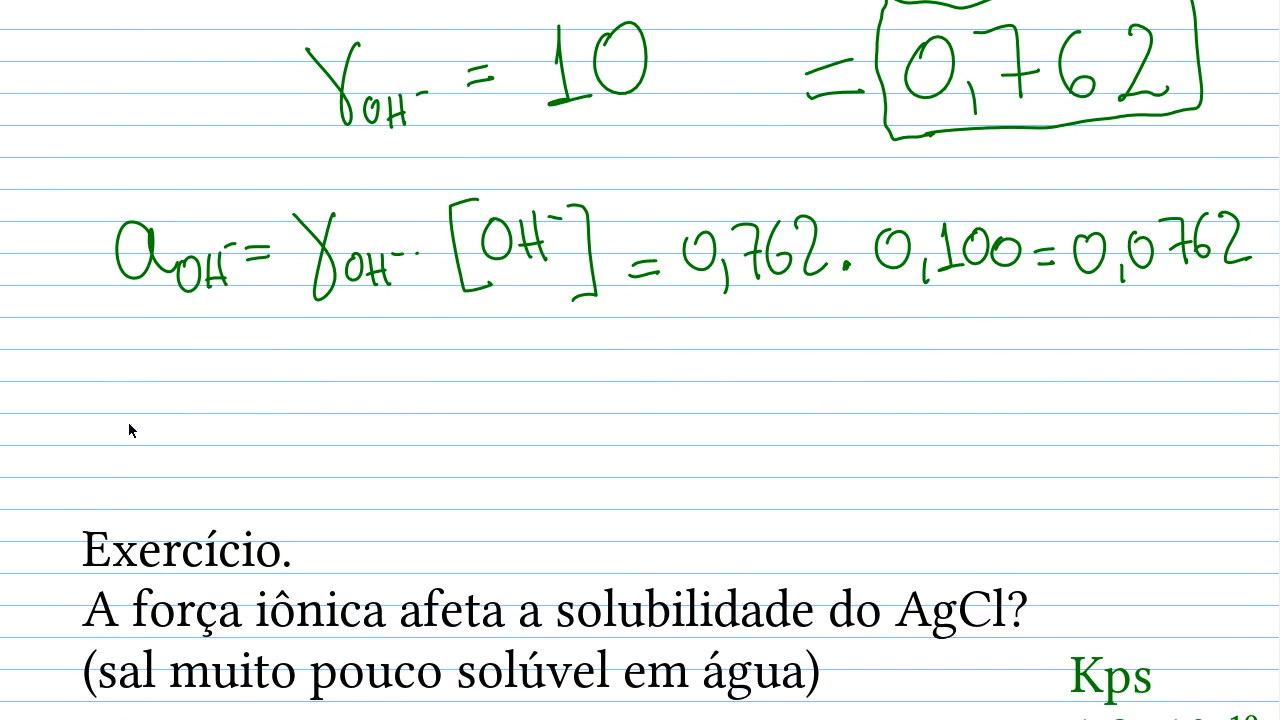 γOH⁻ = 10 = 0,762
aOH⁻ = γOH⁻ · [OH⁻] = 0,762 · 0,100 = 0,0762
Exercício.
A força iônica afeta a solubilidade do AgCl?
(sal muito pouco solúvel em água)
Kps